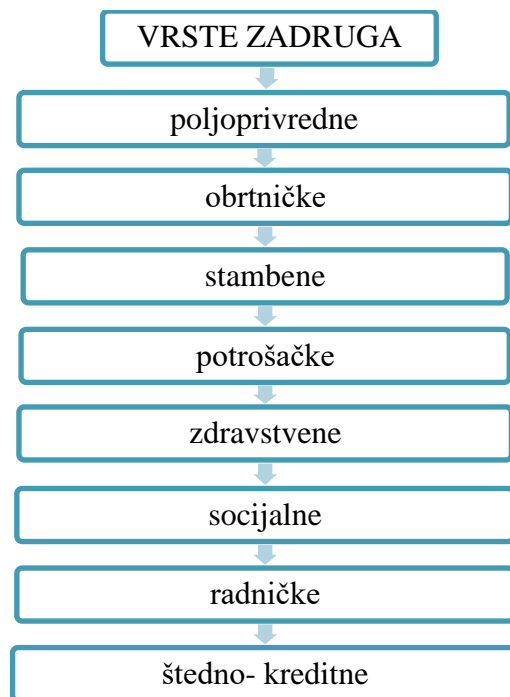 VRSTE ZADRUGA
poljoprivredne
obrtničke
stambene
potrošačke
zdravstvene
socijalne
radničke
štedno- kreditne